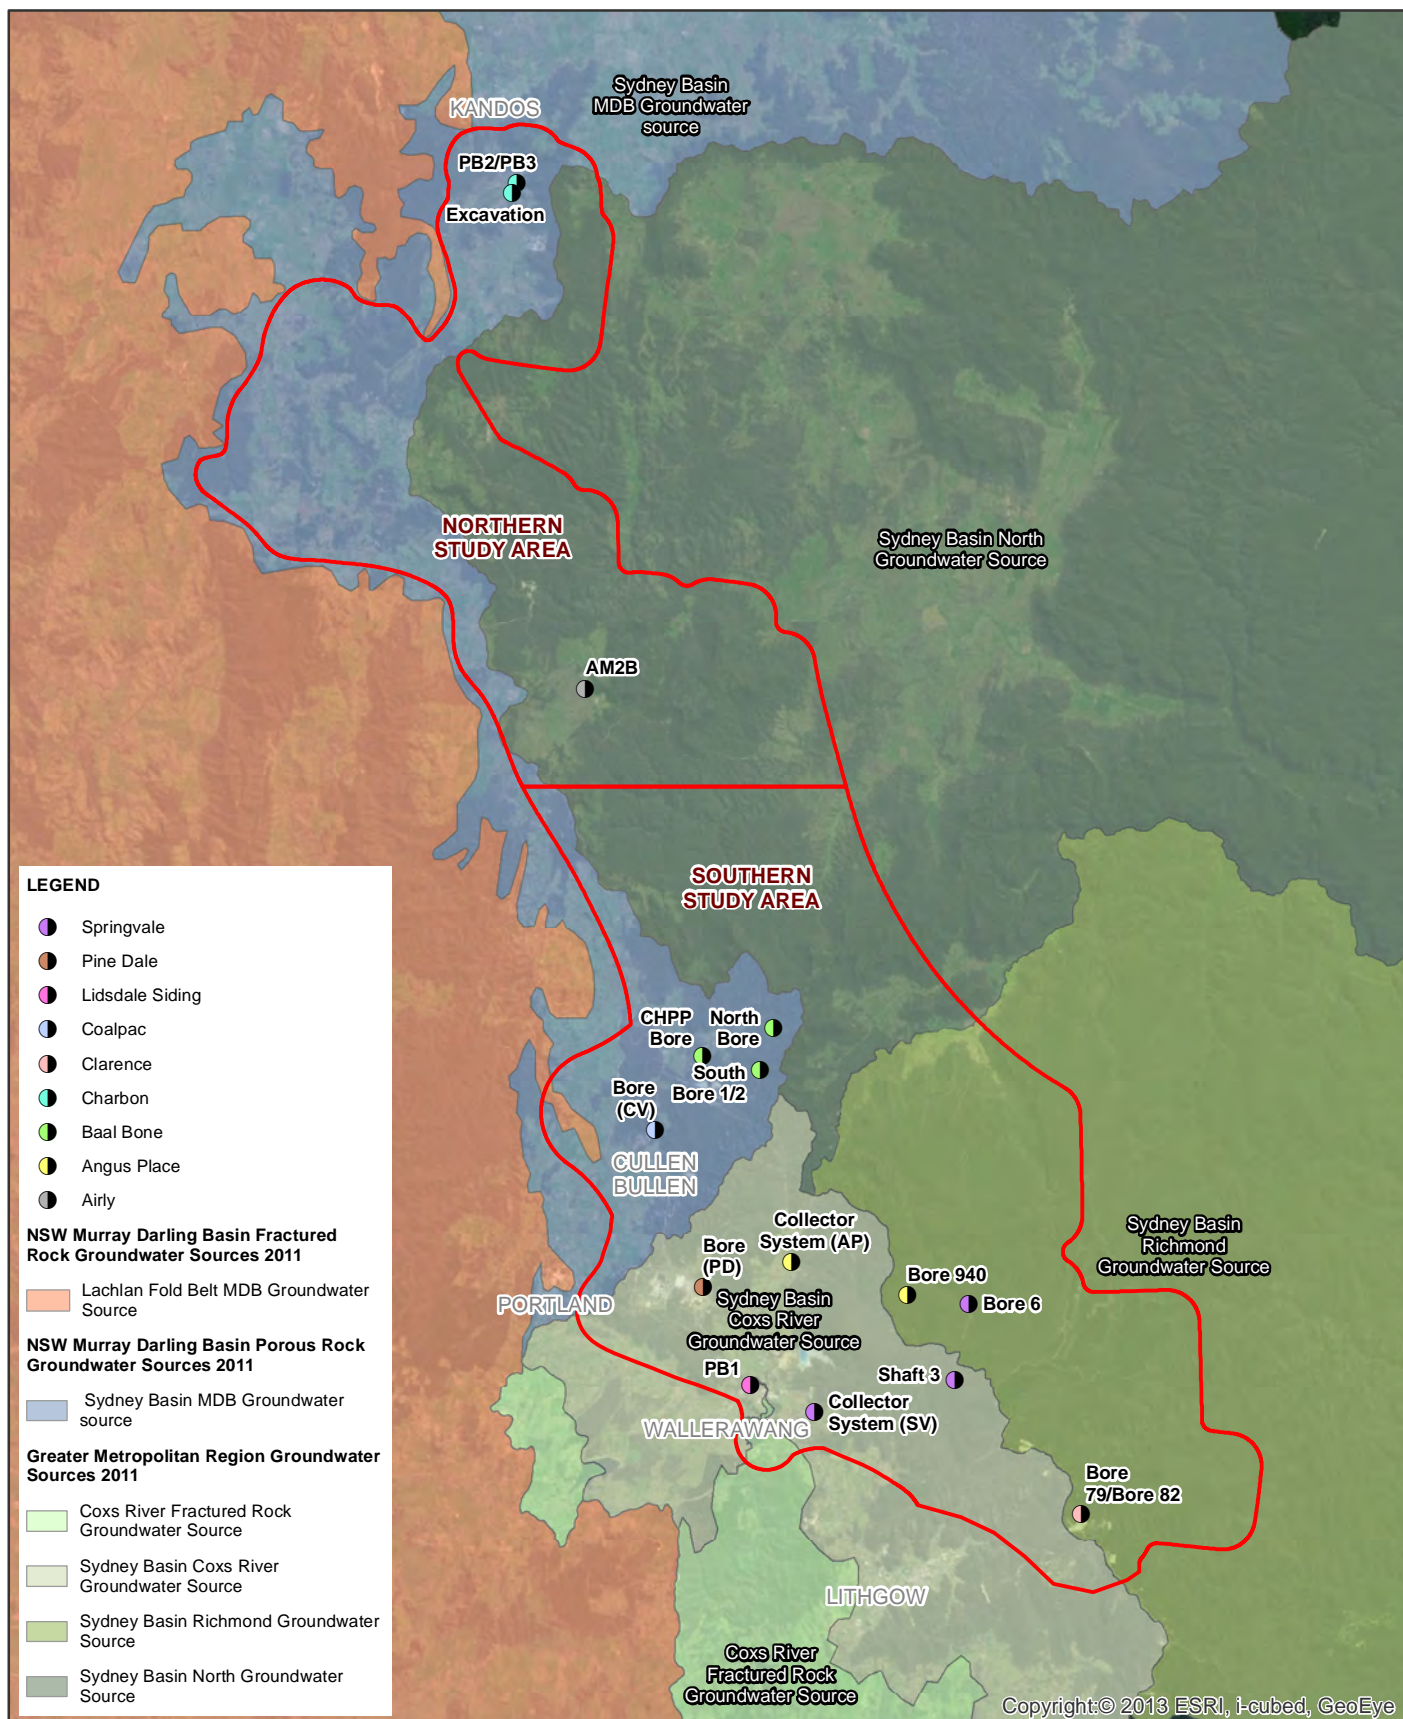 Sydney Basin
MDB Groundwater
source
KANDOS
PB2/PB3
Excavation
NORTHERN
STUDY AREA
Sydney Basin North
Groundwater Source
AM2B
SOUTHERN
STUDY AREA
CHPP
Bore
North
Bore
South
Bore 1/2
Bore
(CV)
CULLEN
BULLEN
Collector
System (AP)
Bore
(PD)
Sydney Basin
Richmond
Groundwater Source
Bore 940
Bore 6
PORTLAND
Sydney Basin
Coxs River
Groundwater Source
PB1
Shaft 3
Collector
System (SV)
WALLERAWANG
Bore
79/Bore 82
LITHGOW
Coxs River
Fractured Rock
Groundwater Source
LEGEND
Springvale
Pine Dale
Lidsdale Siding
Coalpac
Clarence
Charbon
Baal Bone
Angus Place
Airly
NSW Murray Darling Basin Fractured
Rock Groundwater Sources 2011
Lachlan Fold Belt MDB Groundwater
Source
NSW Murray Darling Basin Porous Rock
Groundwater Sources 2011
Sydney Basin MDB Groundwater
source
Greater Metropolitan Region Groundwater
Sources 2011
Coxs River Fractured Rock
Groundwater Source
Sydney Basin Coxs River
Groundwater Source
Sydney Basin Richmond Groundwater
Source
Sydney Basin North Groundwater
Source
Copyright:© 2013 ESRI, i-cubed, GeoEye